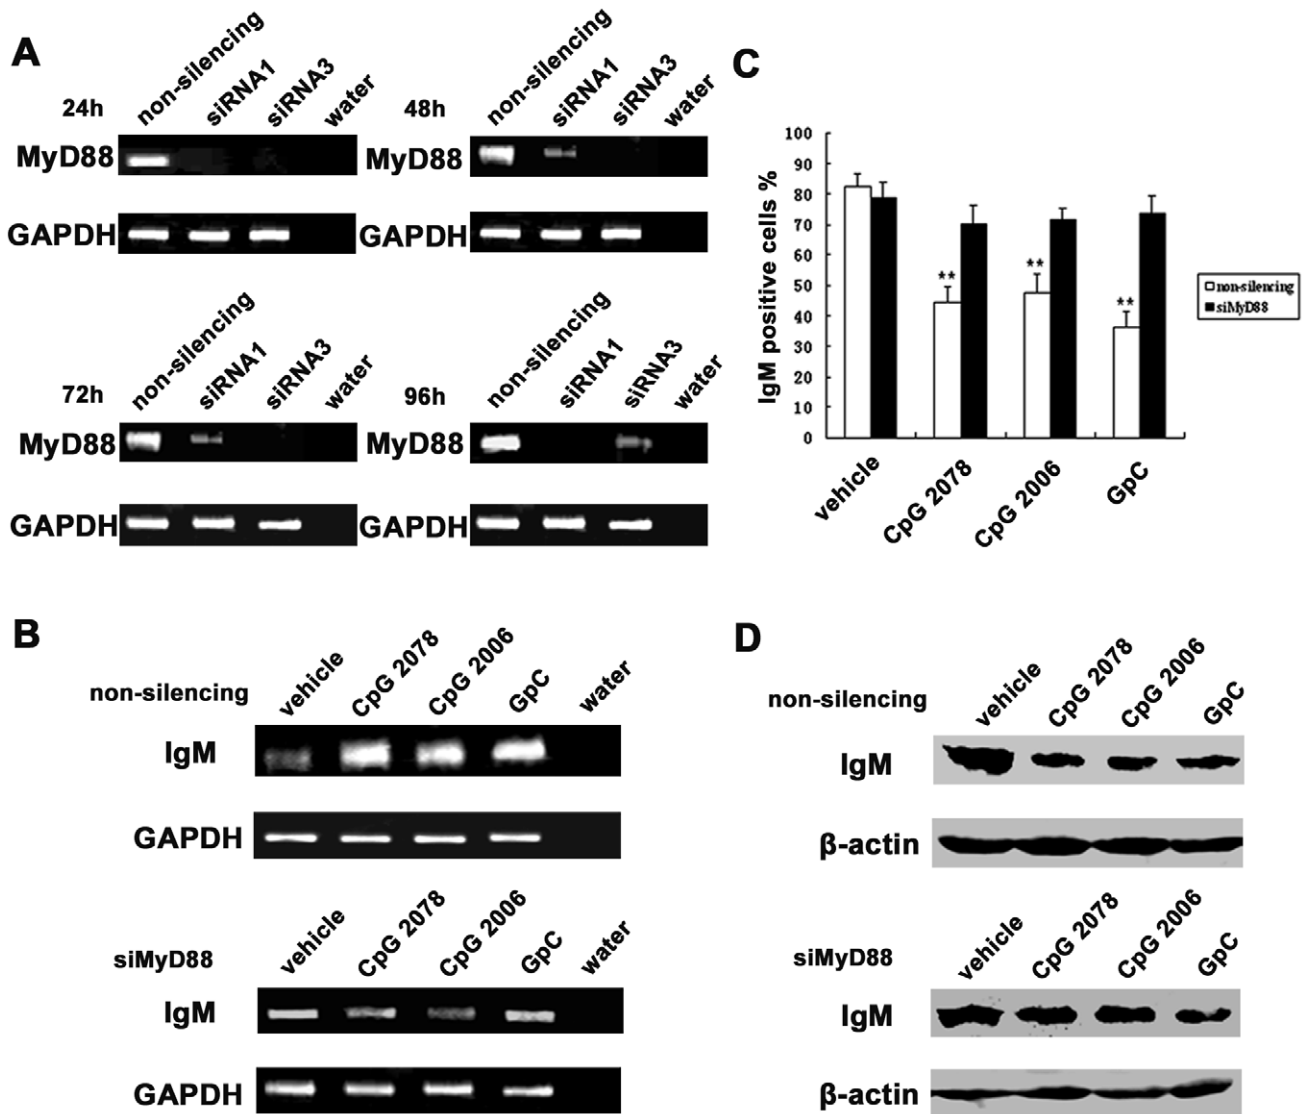 A
24h
non-silencing
siRNA1
siRNA3
water
MyD88
GAPDH
48h
non-silencing
siRNA1
siRNA3
water
MyD88
GAPDH
72h
non-silencing
siRNA1
siRNA3
water
MyD88
GAPDH
96h
non-silencing
siRNA1
siRNA3
water
MyD88
GAPDH
C
IgM positive cells %
100
90
80
70
60
50
40
30
20
10
0
**
**
**
vehicle
CpG 2078
CpG 2006
GpC
non-silencing
siMyD88
B
non-silencing
vehicle
CpG 2078
CpG 2006
GpC
water
IgM
GAPDH
siMyD88
vehicle
CpG 2078
CpG 2006
GpC
water
IgM
GAPDH
D
non-silencing
vehicle
CpG 2078
CpG 2006
GpC
IgM
β-actin
siMyD88
vehicle
CpG 2078
CpG 2006
GpC
IgM
β-actin